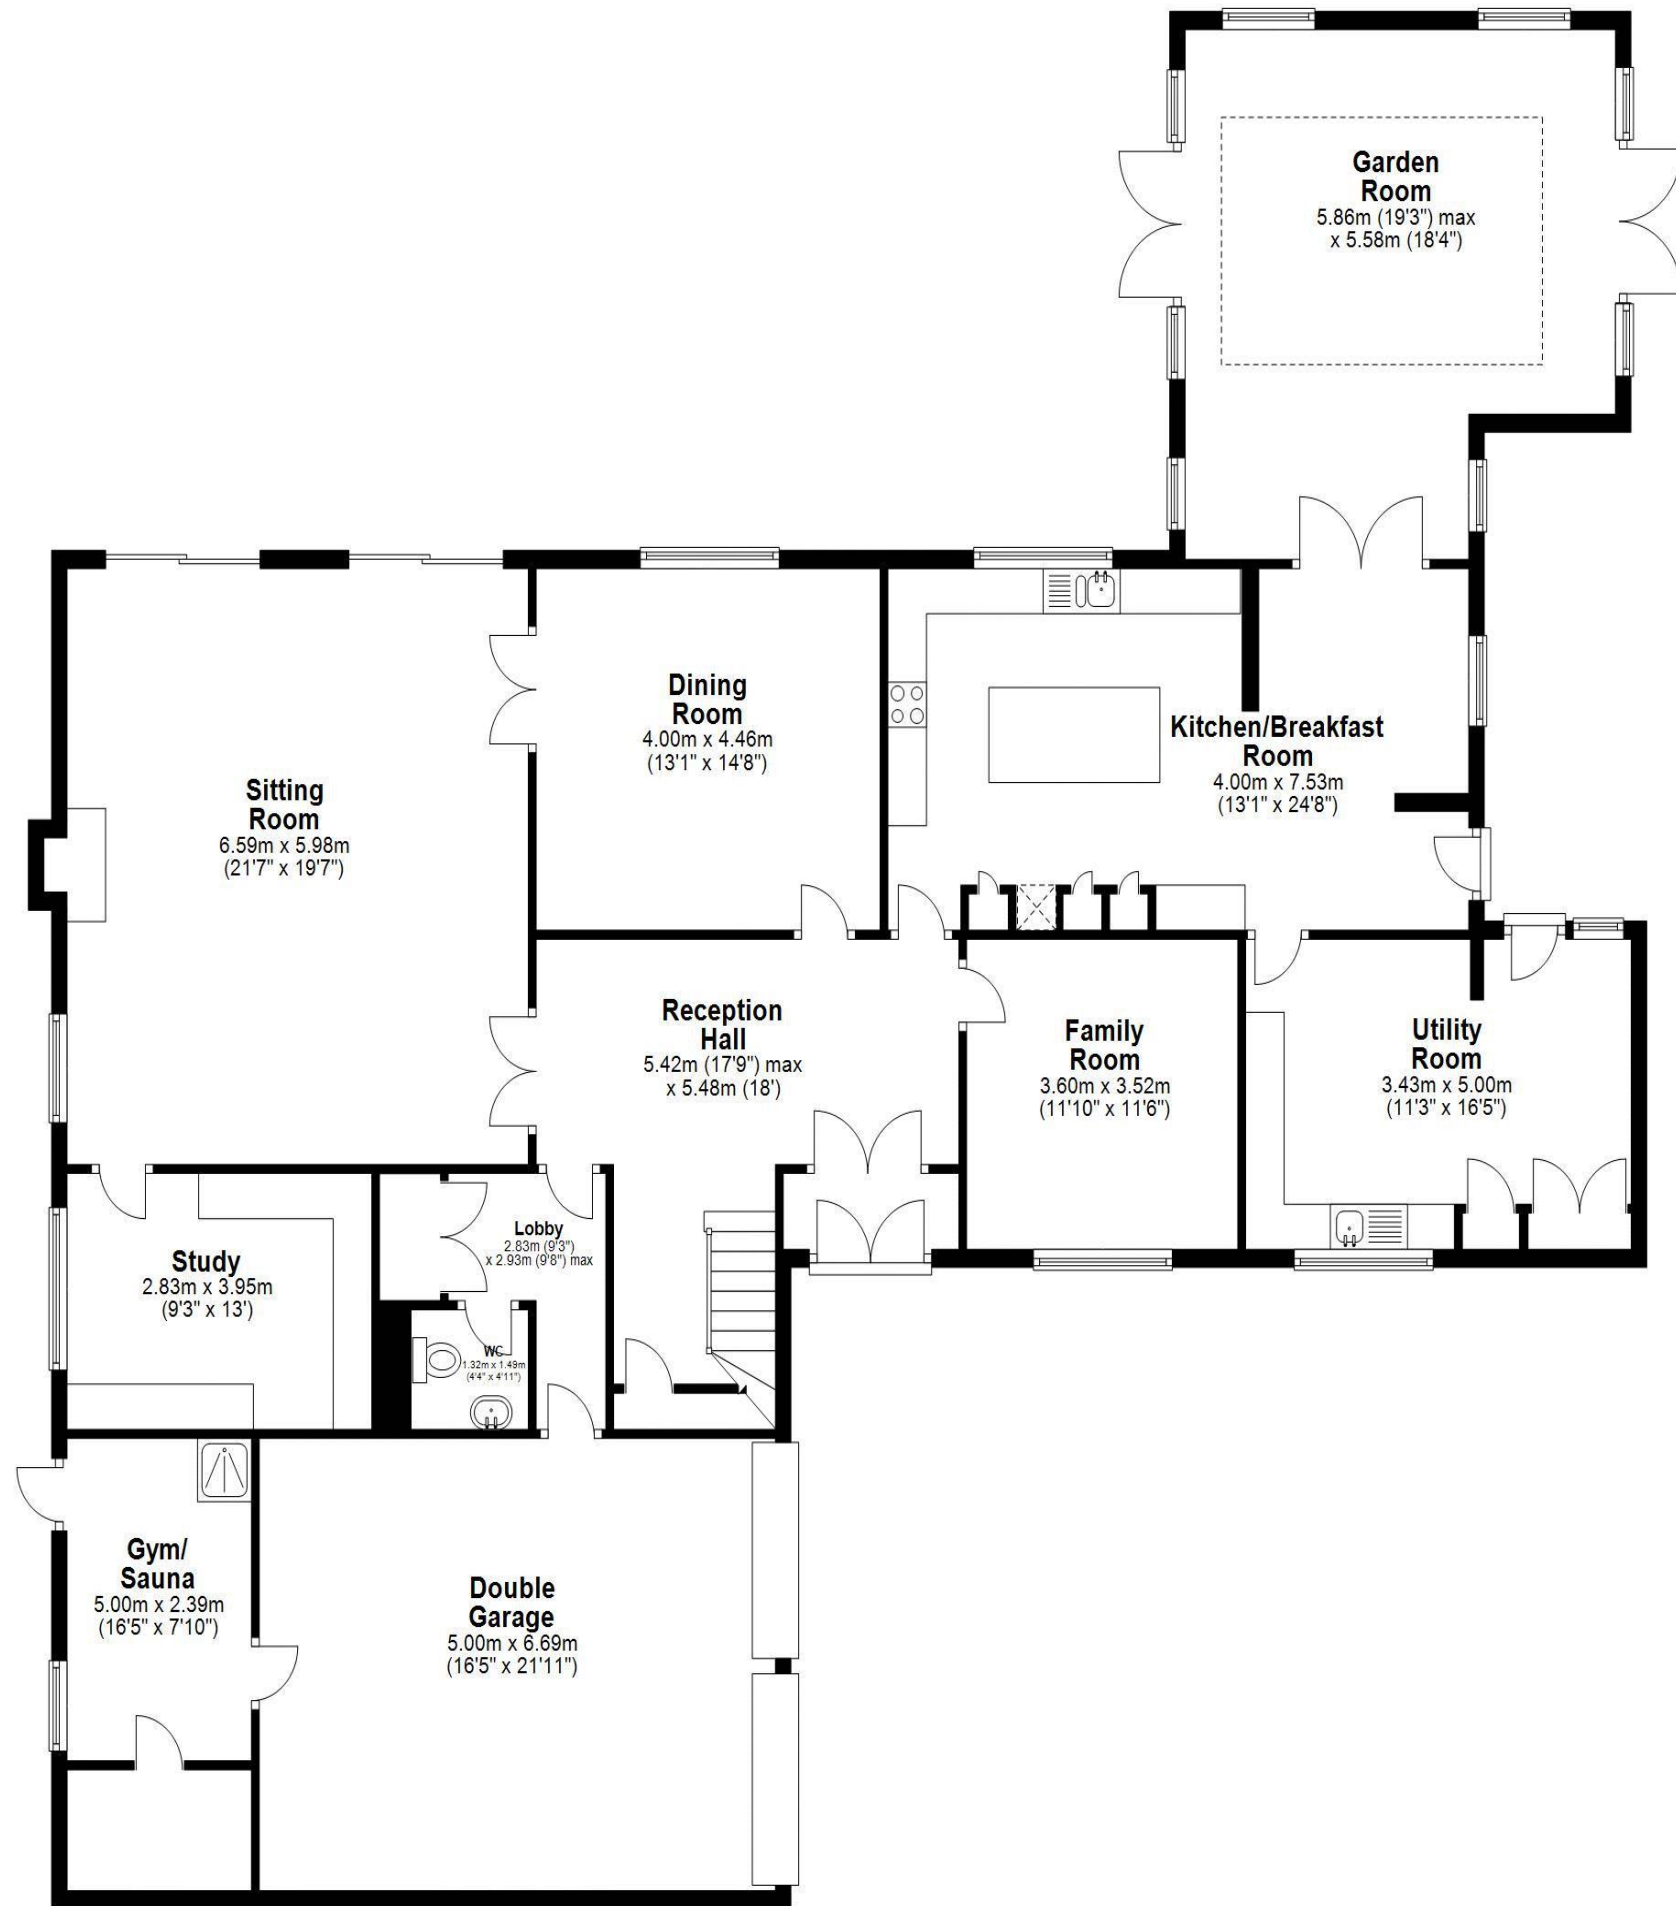 Garden
Room
5.86m (19'3") max
x 5.58m (18'4")
Dining
Room
4.00m x 4.46m
(13'1" x 14'8")
Kitchen/Breakfast
Room
4.00m x 7.53m
(13'1" x 24'8")
Sitting
Room
6.59m x 5.98m
(21'7" x 19'7")
Reception
Hall
5.42m (17'9") max
x 5.48m (18')
Family
Room
3.60m x 3.52m
(11'10" x 11'6")
Utility
Room
3.43m x 5.00m
(11'3" x 16'5")
Lobby
2.83m (9'3")
x 2.93m (9'8") max
Study
2.83m x 3.95m
(9'3" x 13')
WC
1.32m x 1.49m
(4'4" x 4'11")
Gym/
Sauna
5.00m x 2.39m
(16'5" x 7'10")
Double
Garage
5.00m x 6.69m
(16'5" x 21'11")